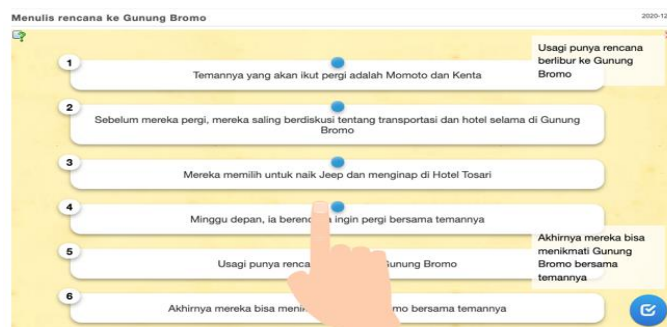 Menulis rencana ke Gunung Bromo
2020-12
Usagi punya rencana
berlibur ke Gunung
Bromo
1
Temannya yang akan ikut pergi adalah Momoto dan Kenta
2
Sebelum mereka pergi, mereka saling berdiskusi tentang transportasi dan hotel selama di Gunung
Bromo
3
Mereka memilih untuk naik Jeep dan menginap di Hotel Tosari
4
Minggu depan, ia ingin pergi bersama temannya
Akhirnya mereka bisa
menikmati Gunung
Bromo bersama
temannya
5
Usagi punya Gunung Bromo
6
Akhirnya mereka bisa bersama temannya